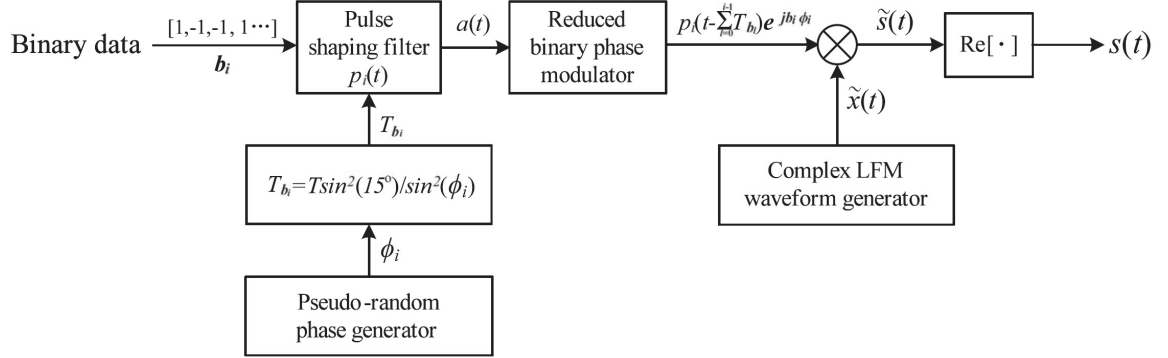 Binary data
[1,-1,-1, 1⋯]
b_i
Pulse
shaping filter
p_i(t)
a(t)
Reduced
binary phase
modulator
p_i(t-∑_{l=0}^{i-1}T_{b_l})e^{jb_iϕ_i}
s̃(t)
Re[·]
s(t)
x̃(t)
Complex LFM
waveform generator
T_{b_i}
T_{b_i}=Tsin²(15°)/sin²(ϕ_i)
ϕ_i
Pseudo-random
phase generator